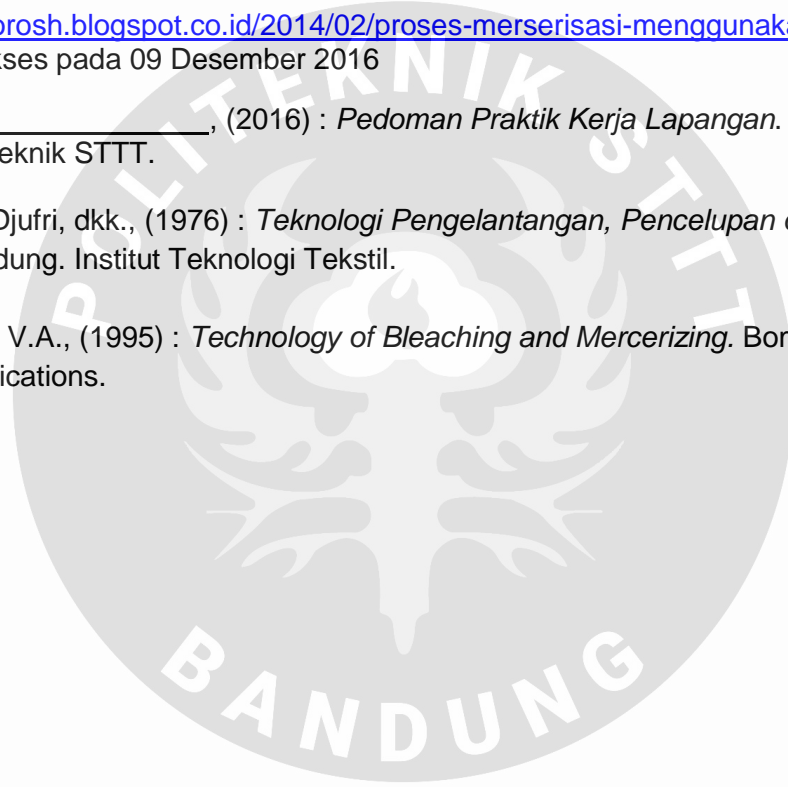 prosh.blogspot.co.id/2014/02/proses-merserisasi-menggunaka
kses pada 09 Desember 2016
, (2016) : Pedoman Praktik Kerja Lapangan.
eknik STTT.
Djufri, dkk., (1976) : Teknologi Pengelantangan, Pencelupan
dung. Institut Teknologi Tekstil.
V.A., (1995) : Technology of Bleaching and Mercerizing. Bor
ications.
POLITEKNIK STTT
BANDUNG